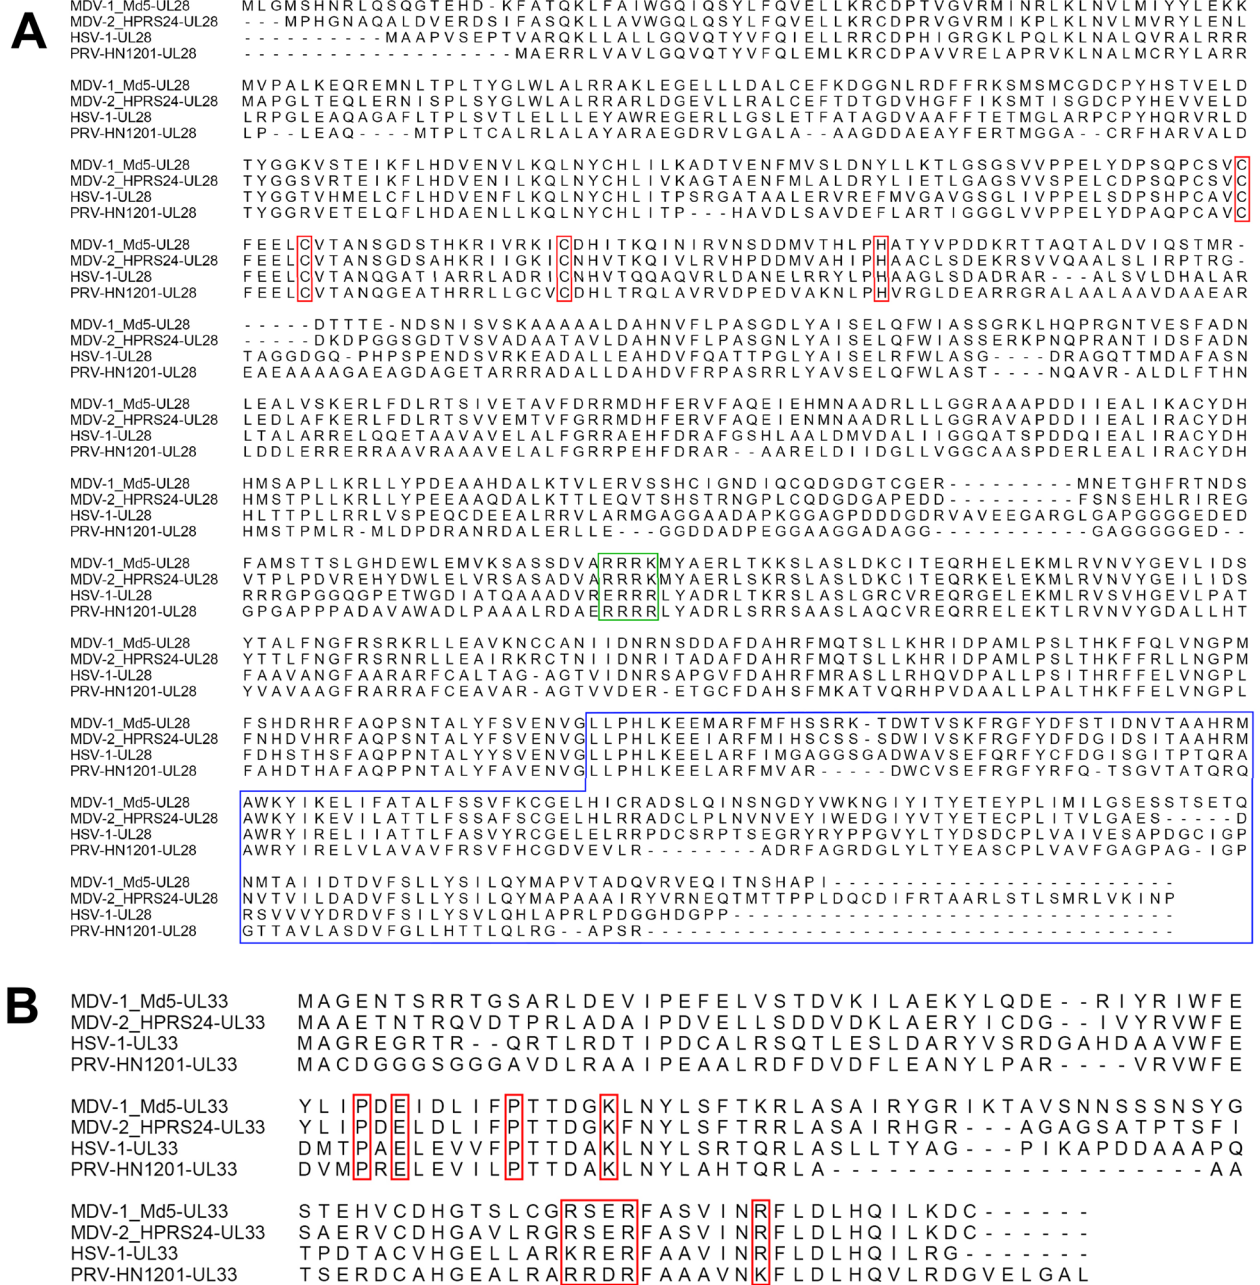 A
MDV-1_Md5-UL28 MLGMSHNRLQSQGTEHD-KFATQKLLFAIWGQIQSYLFQVELLKRCDPTVGVRMINRLKLNVLMIYYLEKK
MDV-2_HPRS24-UL28 ---MPHGNAQALDVERDSIFASQKLLAVWGQLQSYLFQVELLKRCDPTVGVRMIKPLKLNVLMVRYLENL
HSV-1-UL28 ----------MAAPVSEPTVARQKLLALLGQVQTYVFQIELLRRCDPHIGRGKLPQLKLNALQVRALRRR
PRV-HN1201-UL28 -------------------MAERRLVAVLGQVQTYVFQLEMLKRCDPAVVRELAPRVKLNALMCRYLARR
MDV-1_Md5-UL28 MVPALKEQREMNLTPLTYGLWLALRRAKLEGELLLDALCEFKDGGNLRDFFRKSMSMCGDCPYHSTVELD
MDV-2_HPRS24-UL28 MAPGLTEQLERNISPLSYGLWLALRRARLDGEVLLRALCEFTDTGDVHGFFIKSMTISGDCPYHEVVELD
HSV-1-UL28 LRPGLEAQAGAFLTPLSVTLELLLEYAWREGERLLGSLETFATAGDVAAFFTETMGLARPCPYHQRVRLD
PRV-HN1201-UL28 LP--LEAQ----MTPLTCALRLALAYARAEGDRVLGALA--AAGDDAEAYFERTMGGA--CRFHARVALD
MDV-1_Md5-UL28 TYGGKVSTEIKFLHDVENVLKQLNYCHLILKADTVENFMVSLDNYLLKTLGSGSVVPPELYDPSQPCSVC
MDV-2_HPRS24-UL28 TYGGSVRTEIKFLHDVENILKQLNYCHLIVKAGTAENFMLALDRYLIETLGAGSVVPSELCDPSQPCSVC
HSV-1-UL28 TYGGTVHMELCFLHDVENFLKQLNYCHLITPSRGATAALERVREFMVGAVGSGLIVPPELSDPSHPCAVC
PRV-HN1201-UL28 TYGGRVETELQFLHDAENLLKQLNYCHLITP---HAVDLSAVDEFLARTIGGGLVVPPELYDPAQPCAVC
MDV-1_Md5-UL28 FEELCVTANSGDSTHKRIVRKICDHITKQINIRVNSDDMVTHLPHATYVPDDKRTTAQTALDVIQSTMR-
MDV-2_HPRS24-UL28 FEELCVTANSGDSAHKRIIGKICNHVTKQIVLRVHPDDMVAHIPHAACLSDEKRSVVQAALSLIRPTRG-
HSV-1-UL28 FEELCVTANQGATIARRLADRICNHVTQQAQVRLDANELRRYLPHAAGLSDADRAR---ALSVLDHALAR
PRV-HN1201-UL28 FEELCVTANQGEATHRRLLGCVCDHLTRQLAVRVDPEDVAKNLPHVRGLDEARRGRALAALAAVDAAEAR
MDV-1_Md5-UL28 -----DTTTE-NDSNISVSKAAAAALDAHNVFLPASGDLYAISELQFWIASSGRKLHQPRGNTVESFADN
MDV-2_HPRS24-UL28 -----DKDPGGSGDTVSVADAATAVLDAHNVFLPASGNLYAISELQFWIASSERKPNQPRANTIDSFADN
HSV-1-UL28 TAGGDGQ-PHPSPENDSVRKEADALLEAHDVFQATTPGLYAISELRFWLASG----DRAGQTTMDAFASN
PRV-HN1201-UL28 EAEAAAAGAEAGDAGETARRRADALLDAHDVFRPASRRLYAVSELQFWLAST----NQAVR-ALDLFTHN
MDV-1_Md5-UL28 LEALVSKERLFDLRTSIVETAVFDRRMDHFERVFAQEIEHMNAADRLLLGGRAVAPDDIIEALIKACYDH
MDV-2_HPRS24-UL28 LEDLAFKERLFDLRTSVVEMTVFGRRMDHFERVFAQEIENMNAADRLLVGGRAVAPDDIIEALIRACYDH
HSV-1-UL28 LTALARRELQQETAAVAVELALFGRRAEHFDRAFGSHLAALDMVDALIIGGQATSPDDQIEALIRACYDH
PRV-HN1201-UL28 LDDLERRERRAAVRAAAVELALFGRRPEHFDRAR--AARELDIIDGLLVGGCAASPDERLEALIRACYDH
MDV-1_Md5-UL28 HMSAPLLKRLLYPDEAAHDALKTVLERVSSHCIGNDIQCQDGDGTCGER---------MNETGHFRTNDS
MDV-2_HPRS24-UL28 HMSTPLLKRLLYPEEAAQDALKTTLEQVTSHSTRNGPLCQDGDGAPEDD---------FSNSEHLRIREG
HSV-1-UL28 HLTTPLLRRLVSPEQCDEEALRRVLARMGAGGAADAPKGGAGPDDDGDRVAVEEGARGLGAPGGGGEDED
PRV-HN1201-UL28 HMSTPMLR-MLDPDRANRDALERLLE---GGGDADPEGGAAGGADAGG---------GAGGGGGED--
MDV-1_Md5-UL28 FAMSTTSLGHDEWLEMVKSASSDVARRRKMYAERLTKKSLASLDKCITEQRHELEKMLRVNVYGEVLIDS
MDV-2_HPRS24-UL28 VTPLPDVREHYDWLELVRSASADVARRRKMYAERLSKRSLASLDKCITEQRKELEKMLRVNVYGEILIDS
HSV-1-UL28 RRRGPGGQGPETWGDIATQAAADVRERRRLYADRLTKRSLASLGRCVREQRGELEKMLRVSVHGEVLPAT
PRV-HN1201-UL28 GPGAPPPADAVAWADLPAAALRDAERRRRLYADRLSRRSAASLAQCVREQRRELEKTLRVNVYGDALLHT
MDV-1_Md5-UL28 YTALFNGFRSRKRLLEAVKNCCANIIDNRNSDDAFDAHRFMQTSLLKHRIDPAMLPSLTHKFFQLVNGPM
MDV-2_HPRS24-UL28 YTTLFNGFRSRNRLLEAIRKRCTNIIDNRITADAFDAHRFMQTSLLKHRIDPAMLPSLTHRFFRLLNGPM
HSV-1-UL28 FAAVANGFAARARFCALTAG-AGTVIDNRSAPGVFDAHRFMRASLLRHQVDPALLPSITHRFFELVNGPL
PRV-HN1201-UL28 YVAVAAGFRARRAFCEAVAR-AGTVVDER-ETGCFDAHSFMKATVQRHPVDAALLPALTHKFFELVNGPL
MDV-1_Md5-UL28 FSHDRHRFAQPSNTALYFSVENVGLLPHLKEEMARFMFHSSRK-TDWTVSKFRGFYDFSTIDNVTAAHRM
MDV-2_HPRS24-UL28 FNHDVHRFAQPSNTALYFSVENVGLLPHLKEEIARFMIHSCSS-SDWIVSKFRGFYDFDGIDSITAAHRM
HSV-1-UL28 FDHSTHSFAQPPNTALYYSVENVGLLPHLKEELARFIMGAGGSGADWAVSEFQRFYCFDGISGITPTQRA
PRV-HN1201-UL28 FAHDTHAFAQPPNTALYFAVENVGLLPHLKEELARFMVAR-----DWCVSEFRGFYRFQ-TSGVTATQRQ
MDV-1_Md5-UL28 AWKYIKELIFATALFSSVFKCGELHICRADSLQINSNGDYVWKNGIYITYETEYPLIMILGSESSTSETQ
MDV-2_HPRS24-UL28 AWKYIKEVILATTLFSSAFSCGELHLRRADCLPLNVNVEYIWEDGIYVTYETECPLITVLGAES-----D
HSV-1-UL28 AWRYIRELIIATTLFASVYRCGELELRRPDCSRPTSEGRYRYPPGVYLTYDSDCPLVAIVESAPDGCIGP
PRV-HN1201-UL28 AWRYIRELVLAVAVFRSVFHCGDVEVLR--------ADRFAGRDGLYLTYEASCPLVAVFGAGPAG-IGP
MDV-1_Md5-UL28 NMTAIIDTDVFSLLYSILQYMAPVTADQVRVEQITNSHAPI------------------------
MDV-2_HPRS24-UL28 NVTVILDADVFSLLYSILQYMAPAAAIRYVRNEQTMTTPPLDQCDIFRTAARLSTLSMRLVKINP
HSV-1-UL28 RSVVVYDRDVFSILYSVLQHLAPRLPDGGHDGPP-------------------------------
PRV-HN1201-UL28 GTTAVLASDVFGLLHTTLQLRG--APSR-------------------------------------
B
MDV-1_Md5-UL33 MAGENTSRRTGSARLDEVIPEFELVSTDVKILAEKYLQDE--RIYRIWFE
MDV-2_HPRS24-UL33 MAAETNTRQVDTPRLADAIPDVELLSDDVDKLAERYICDG--IVYRVWFE
HSV-1-UL33 MAGREGRTR--QRTLRDTIPDCALRSQTLESLDARYVSRDGAHDAAVWFE
PRV-HN1201-UL33 MACDGGGSGGGAVDLRAAIPEAALRDFDVDFLEANYLPAR----VRVWFE
MDV-1_Md5-UL33 YLIPDEIDLIFPTTDGKLNYLSFTKRLASAIRYGRIKTAVSNNSSSNSYG
MDV-2_HPRS24-UL33 YLIPDELDLIFPTTDGKFNYLSFTRRLASAIRHGR---AGAGSATPTSFI
HSV-1-UL33 DMTPAELEVVFPTTDAKLNYLSRTQRLASLLTYAG---PIKAPDDAAAPQ
PRV-HN1201-UL33 DVMPRELEVILPTTDAKLNYLAHTQRLA--------------------AA
MDV-1_Md5-UL33 STEHVCDHGTSLCGRSERFASVINRFLDLHQILKDC------
MDV-2_HPRS24-UL33 SAERVCDHGAVLRGRSERFASVINRFLDLHQILKDC------
HSV-1-UL33 TPDTACVHGELLARKRERFAAVINRFLDLHQILRG-------
PRV-HN1201-UL33 TSERDCAHGEALRARRDRFAAAVNKFLDLHQVLRDGVELGAL